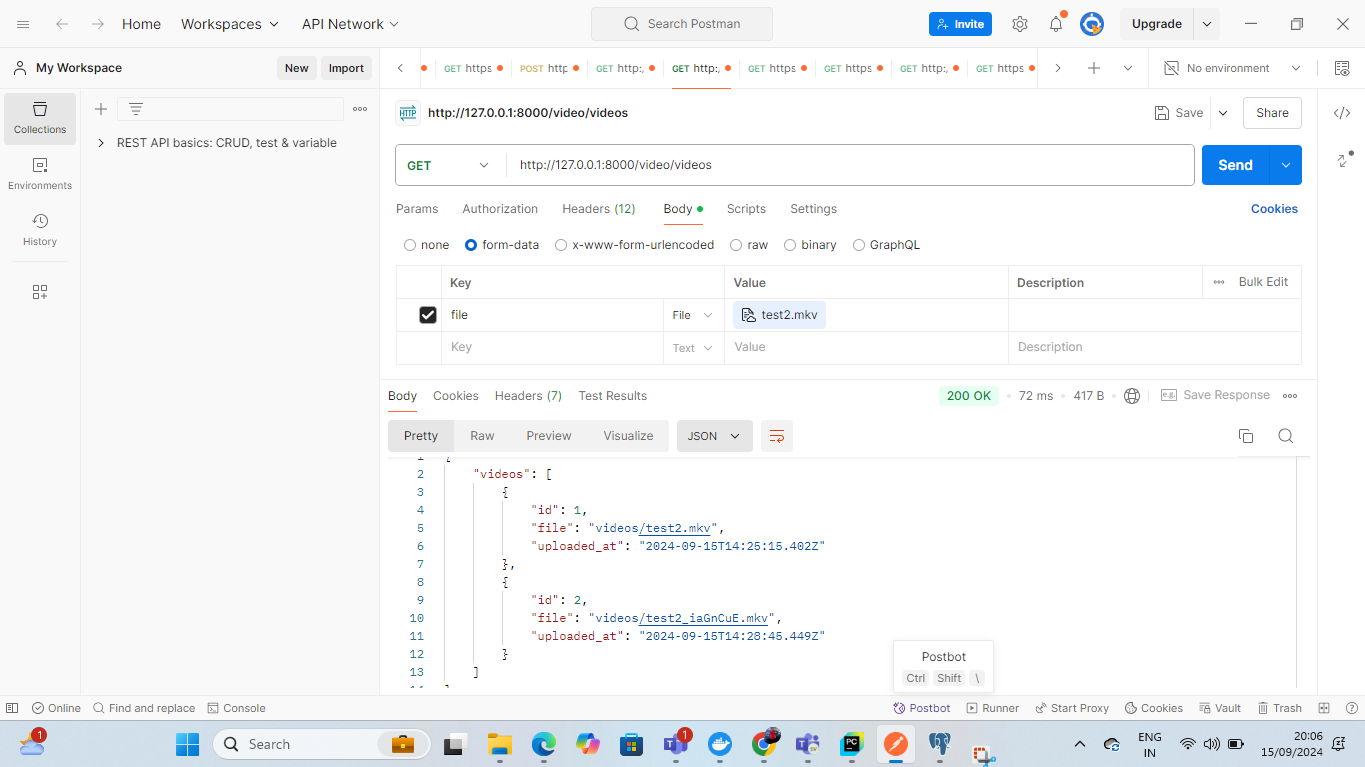 Home Workspaces API Network Search Postman Invite Upgrade
My Workspace New Import GET https POST http GET http:, GET http:, GET https GET https GET http:, GET https No environment
Collections
REST API basics: CRUD, test & variable
Environments
History
HTTP http://127.0.0.1:8000/video/videos Save Share
GET http://127.0.0.1:8000/video/videos Send
Params Authorization Headers (12) Body Scripts Settings Cookies
none form-data x-www-form-urlencoded raw binary GraphQL
Key Value Description Bulk Edit
file File test2.mkv
Key Text Value Description
Body Cookies Headers (7) Test Results 200 OK 72 ms 417 B e.g. Save Response
Pretty Raw Preview Visualize JSON
1 {
2 "videos": [
3 {
4 "id": 1,
5 "file": "videos/test2.mkv",
6 "uploaded_at": "2024-09-15T14:25:15.402Z"
7 },
8 {
9 "id": 2,
10 "file": "videos/test2_iaGnCuE.mkv",
11 "uploaded_at": "2024-09-15T14:28:45.449Z"
12 }
13 ]
Postbot
Ctrl Shift \
Online Find and replace Console Postbot Runner Start Proxy Cookies Vault Trash
1 Search 1 PC ENG 20:06
IN 15/09/2024